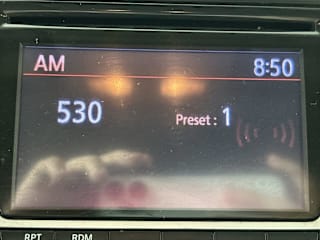 AM 8:50
530 Preset : 1
RPT RDM